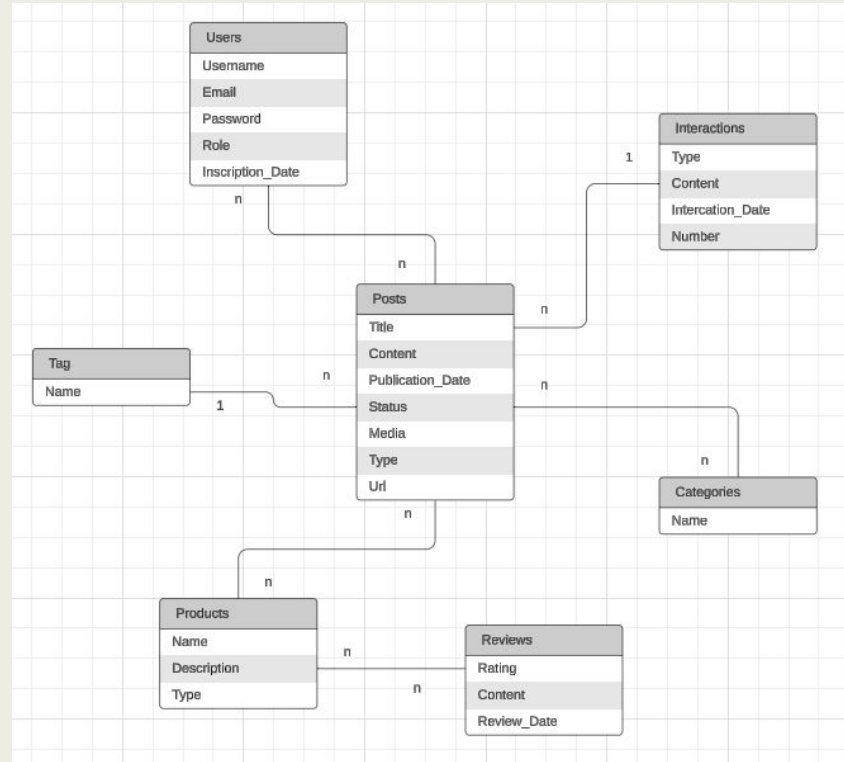 Users
Username
Email
Password
Role
Inscription_Date
n
Interactions
1
Type
Content
Intercation_Date
Number
n
Posts
Title
n
Content
Publication_Date
Status
Media
Type
Url
Tag
Name
n
1
n
n
Categories
Name
n
n
Products
Name
Description
Type
n
n
Reviews
Rating
Content
Review_Date